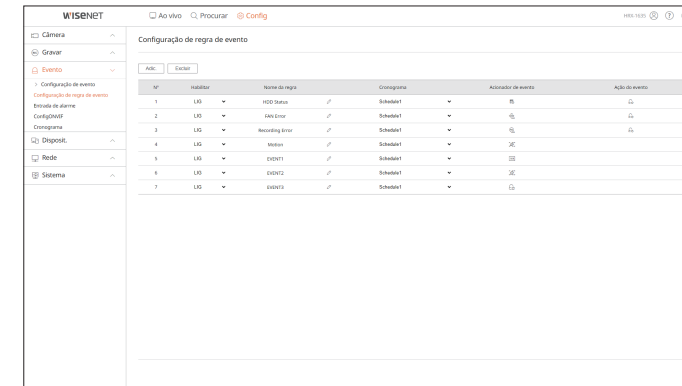 WISENET
Ao vivo Procurar Config
HRX-1635
Câmera
Gravar
Evento
Configuração de evento
Configuração de regra de evento
Entrada de alarme
ConfigONVIF
Cronograma
Disposit.
Rede
Sistema
Configuração de regra de evento
Adic Excluir
N° Habilitar Nome da regra Cronograma Acionador de evento Ação do evento
1 LIG HDD Status Schedule1
2 LIG FAN Error Schedule1
3 LIG Recording Error Schedule1
4 LIG Motion Schedule1
5 LIG EVENT1 Schedule1
6 LIG EVENT2 Schedule1
7 LIG EVENT3 Schedule1